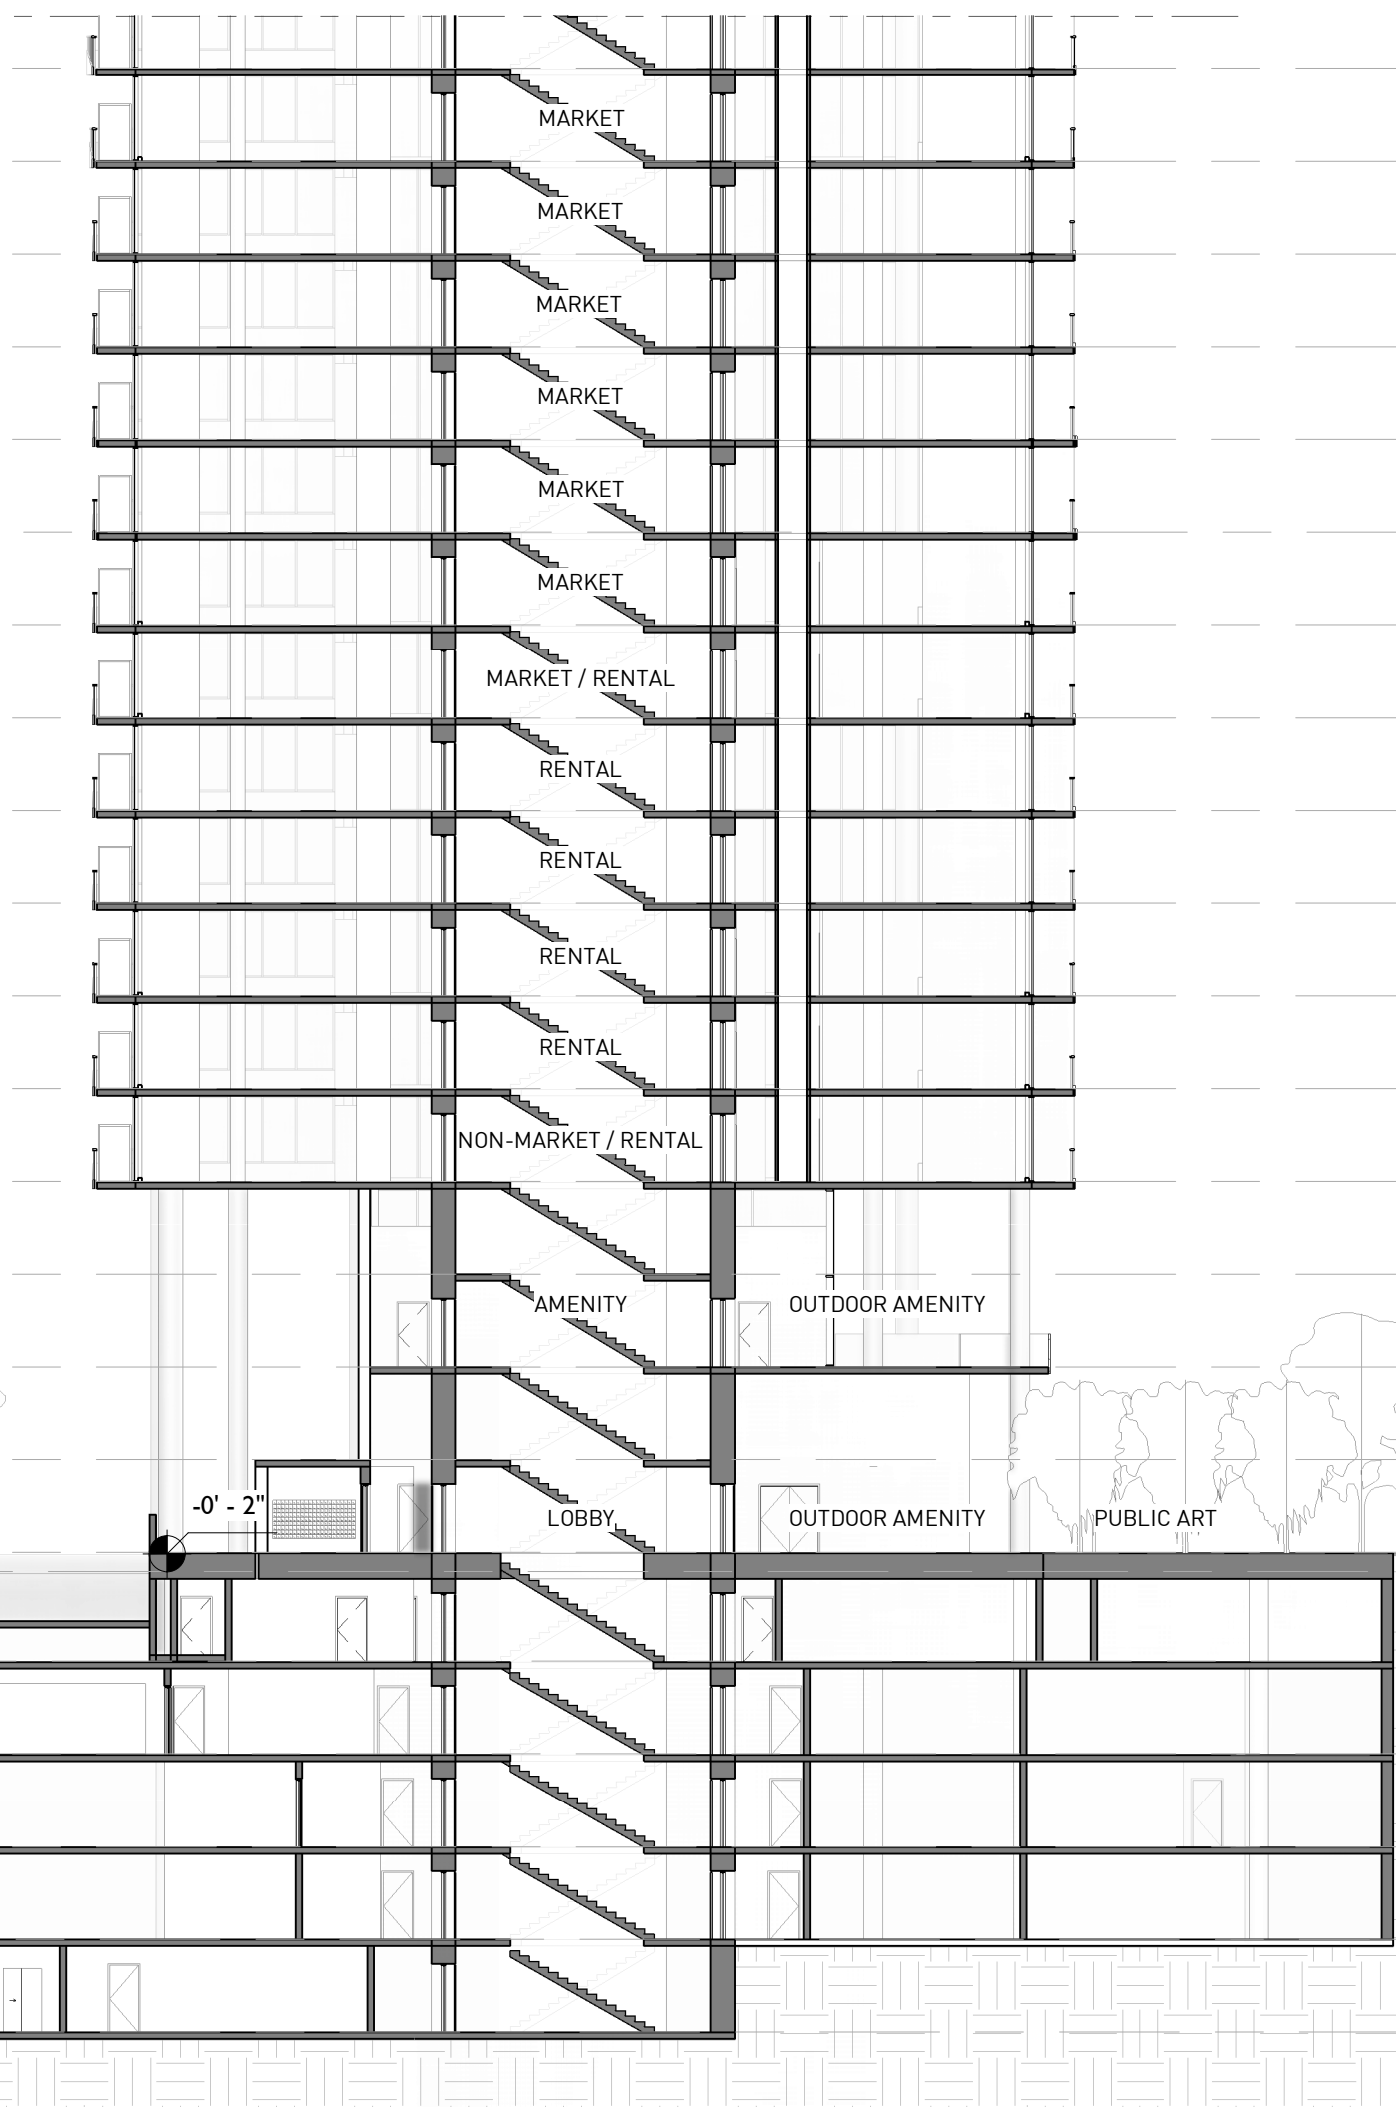 MARKET
MARKET
MARKET
MARKET
MARKET
MARKET
MARKET / RENTAL
RENTAL
RENTAL
RENTAL
RENTAL
NON-MARKET / RENTAL
AMENITY OUTDOOR AMENITY
-0' - 2"
LOBBY OUTDOOR AMENITY PUBLIC ART